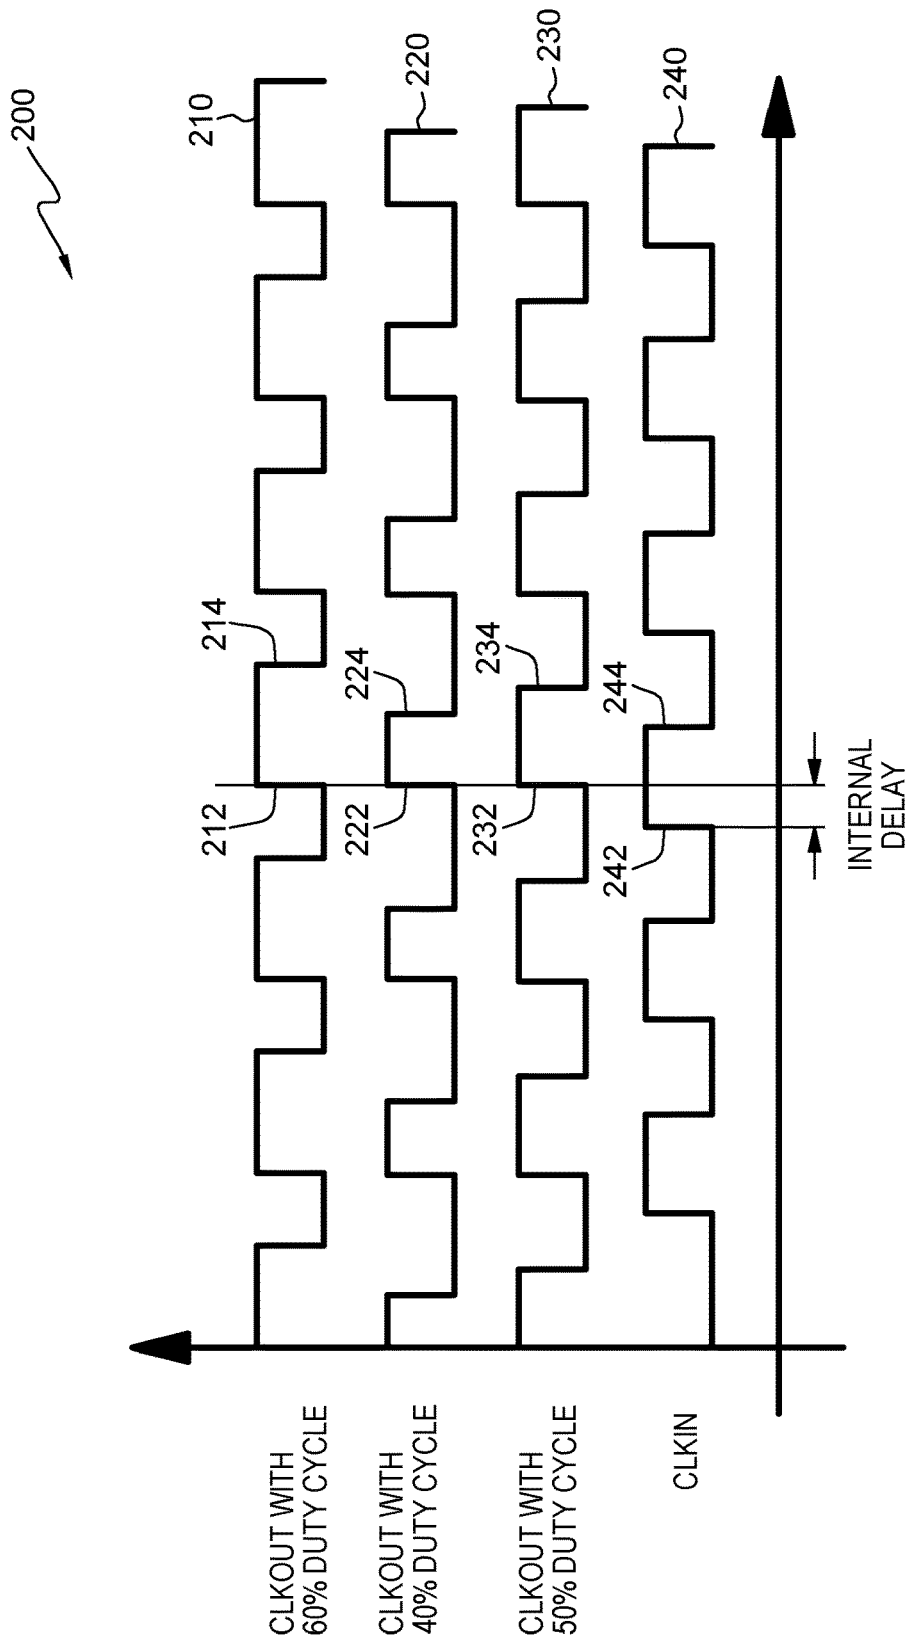 200
210
CLKOUT WITH
60% DUTY CYCLE
212
214
220
CLKOUT WITH
40% DUTY CYCLE
222
224
230
CLKOUT WITH
50% DUTY CYCLE
232
234
240
CLKIN
242
244
INTERNAL
DELAY